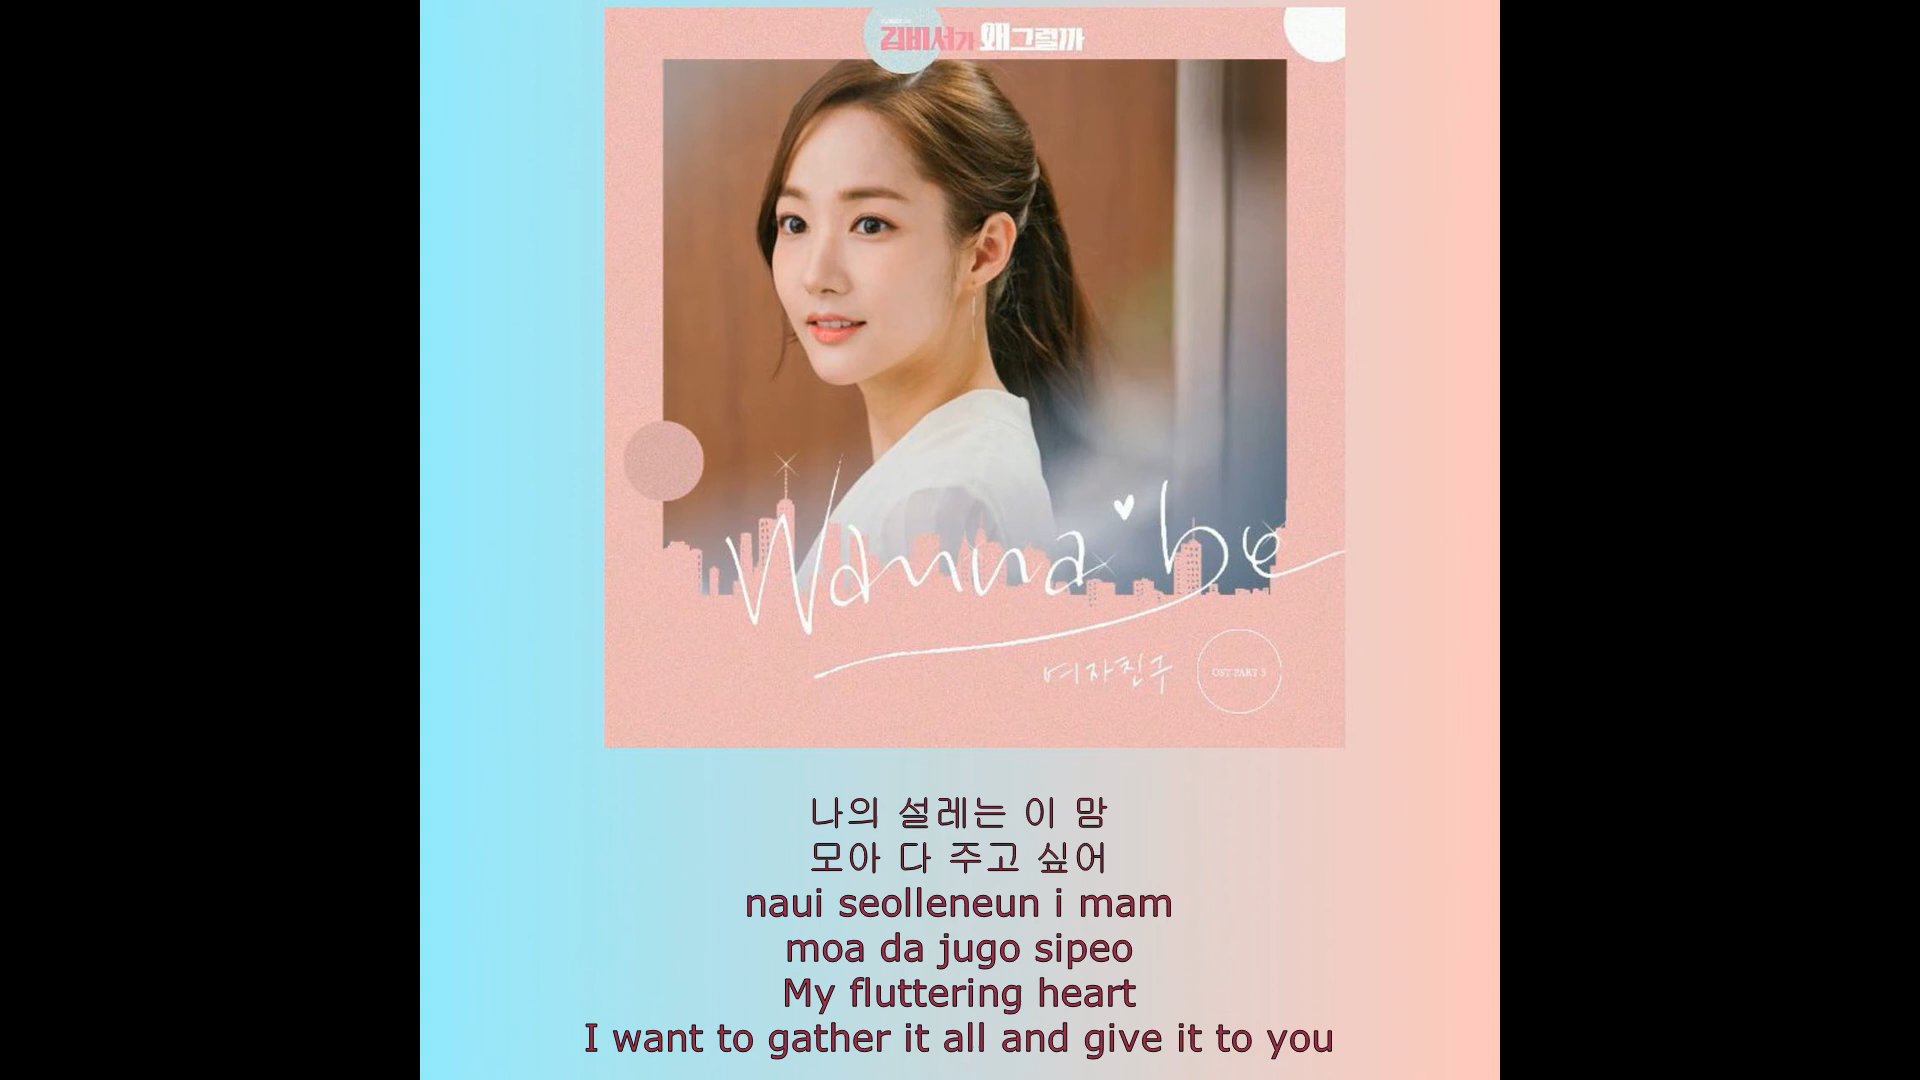 김비서가 왜그럴까
Wanna be
여자친구
OST PART 3
나의 설레는 이 맘
모아 다 주고 싶어
naui seolleneun i mam
moa da jugo sipeo
My fluttering heart
I want to gather it all and give it to you